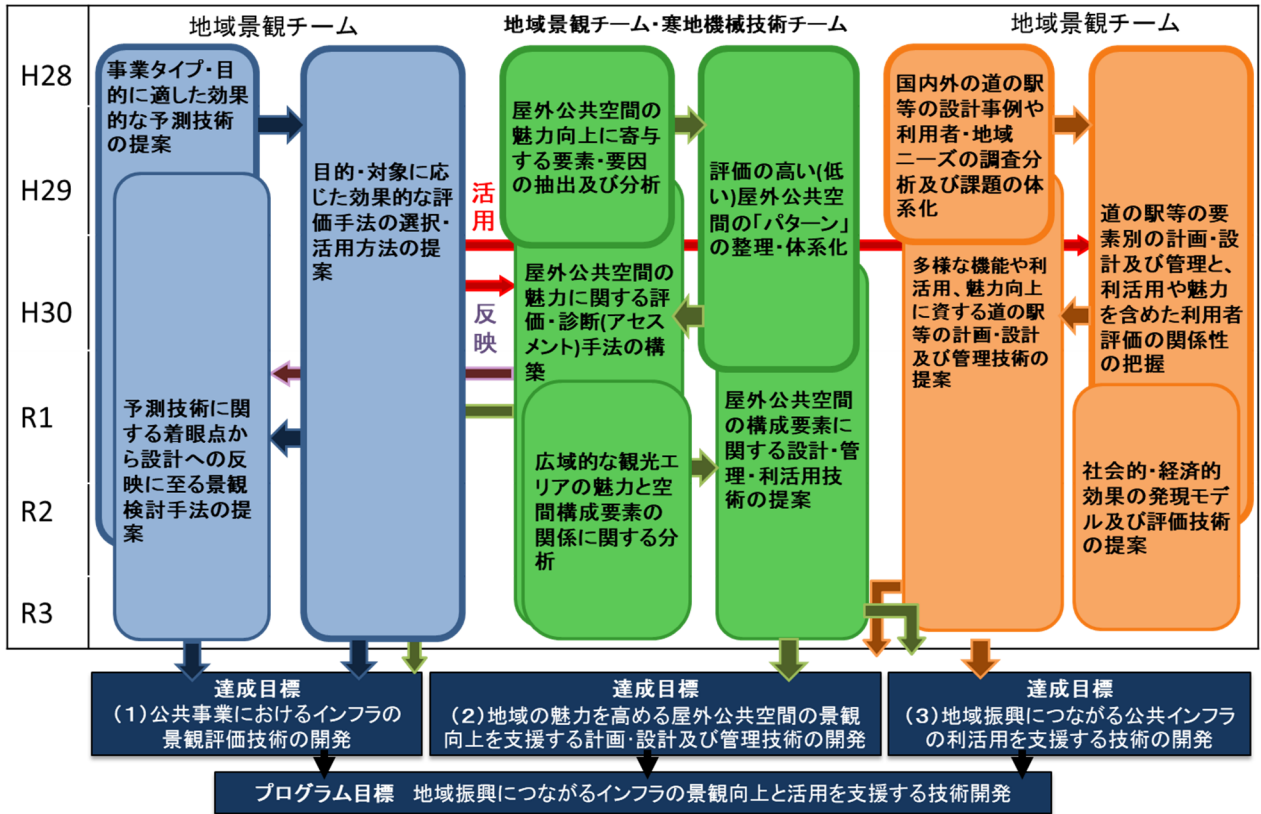 地域景観チーム
地域景観チーム・寒地機械技術チーム
地域景観チーム
H28
H29
H30
R1
R2
R3
事業タイプ・目
的に適した効果
的な予測技術
の提案
目的・対象に応
じた効果的な評
価手法の選択・
活用方法の提
案
予測技術に関
する着眼点か
ら設計への反
映に至る景観
検討手法の提
案
活用
反映
屋外公共空間の
魅力向上に寄与
する要素・要因
の抽出及び分析
評価の高い(低
い)屋外公共空
間の「パターン」
の整理・体系化
屋外公共空間の
魅力に関する評
価・診断(アセス
メント)手法の構
築
広域的な観光エ
リアの魅力と空
間構成要素の
関係に関する分
析
屋外公共空間
の構成要素に
関する設計・管
理・利活用技
術の提案
国内外の道の駅
等の設計事例や
利用者・地域
ニーズの調査分
析及び課題の体
系化
多様な機能や利
活用、魅力向上
に資する道の駅
等の計画・設計
及び管理技術の
提案
道の駅等の要
素別の計画・設
計及び管理と、
利活用や魅力
を含めた利用者
評価の関係性
の把握
社会的・経済的
効果の発現モデ
ル及び評価技術
の提案
達成目標
(1)公共事業におけるインフラの
景観評価技術の開発
達成目標
(2)地域の魅力を高める屋外公共空間の景観
向上を支援する計画・設計及び管理技術の開発
達成目標
(3)地域振興につながる公共インフラ
の利活用を支援する技術の開発
プログラム目標 地域振興につながるインフラの景観向上と活用を支援する技術開発